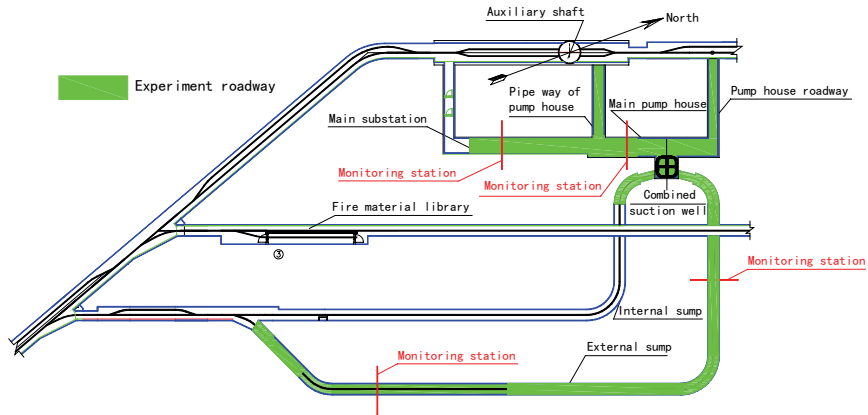 Auxiliary shaft
North
Experiment roadway
Pipe way of
pump house
Main pump house
Pump house roadway
Main substation
Monitoring station
Monitoring station
Combined
suction well
Fire material library
③
Monitoring station
Internal sump
External sump
Monitoring station